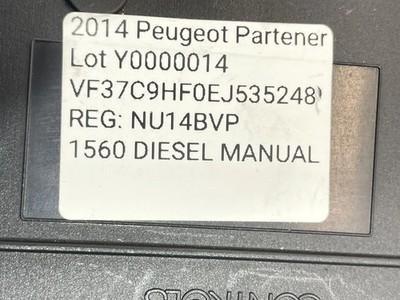 2014 Peugeot Partener
Lot Y0000014
VF37C9HF0EJ535248
REG: NU14BVP
1560 DIESEL MANUAL